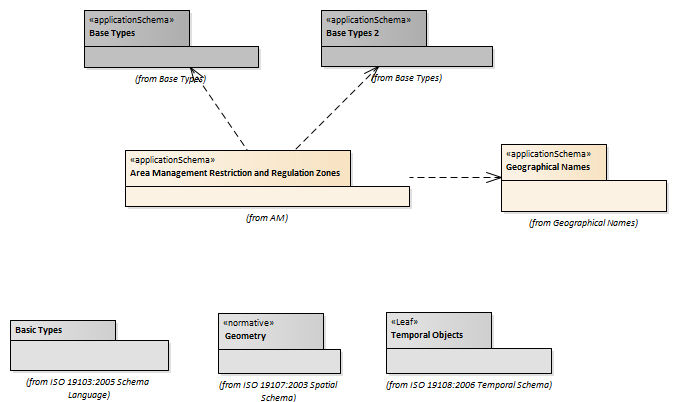 «applicationSchema»
Base Types
(from Base Types)
«applicationSchema»
Base Types 2
(from Base Types)
«applicationSchema»
Area Management Restriction and Regulation Zones
(from AM)
«applicationSchema»
Geographical Names
(from Geographical Names)
Basic Types
(from ISO 19103:2005 Schema
Language)
«normative»
Geometry
(from ISO 19107:2003 Spatial
Schema)
«Leaf»
Temporal Objects
(from ISO 19108:2006 Temporal Schema)